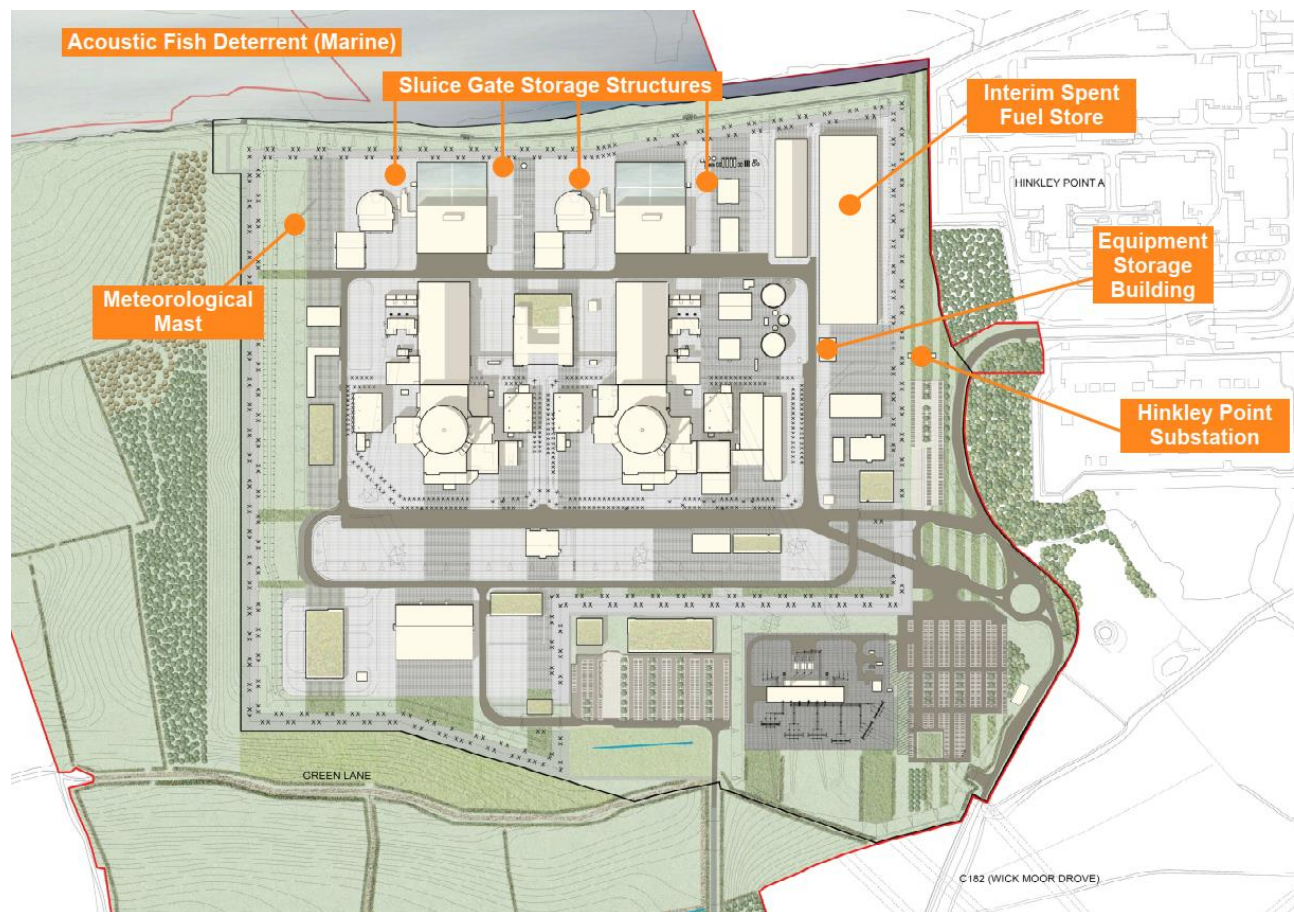 Acoustic Fish Deterrent (Marine)
Sluice Gate Storage Structures
Interim Spent
Fuel Store
HINKLEY POINT A
Equipment
Storage
Building
Meteorological
Mast
Hinkley Point
Substation
GREEN LANE
C182 (WICK MOOR DROVE)